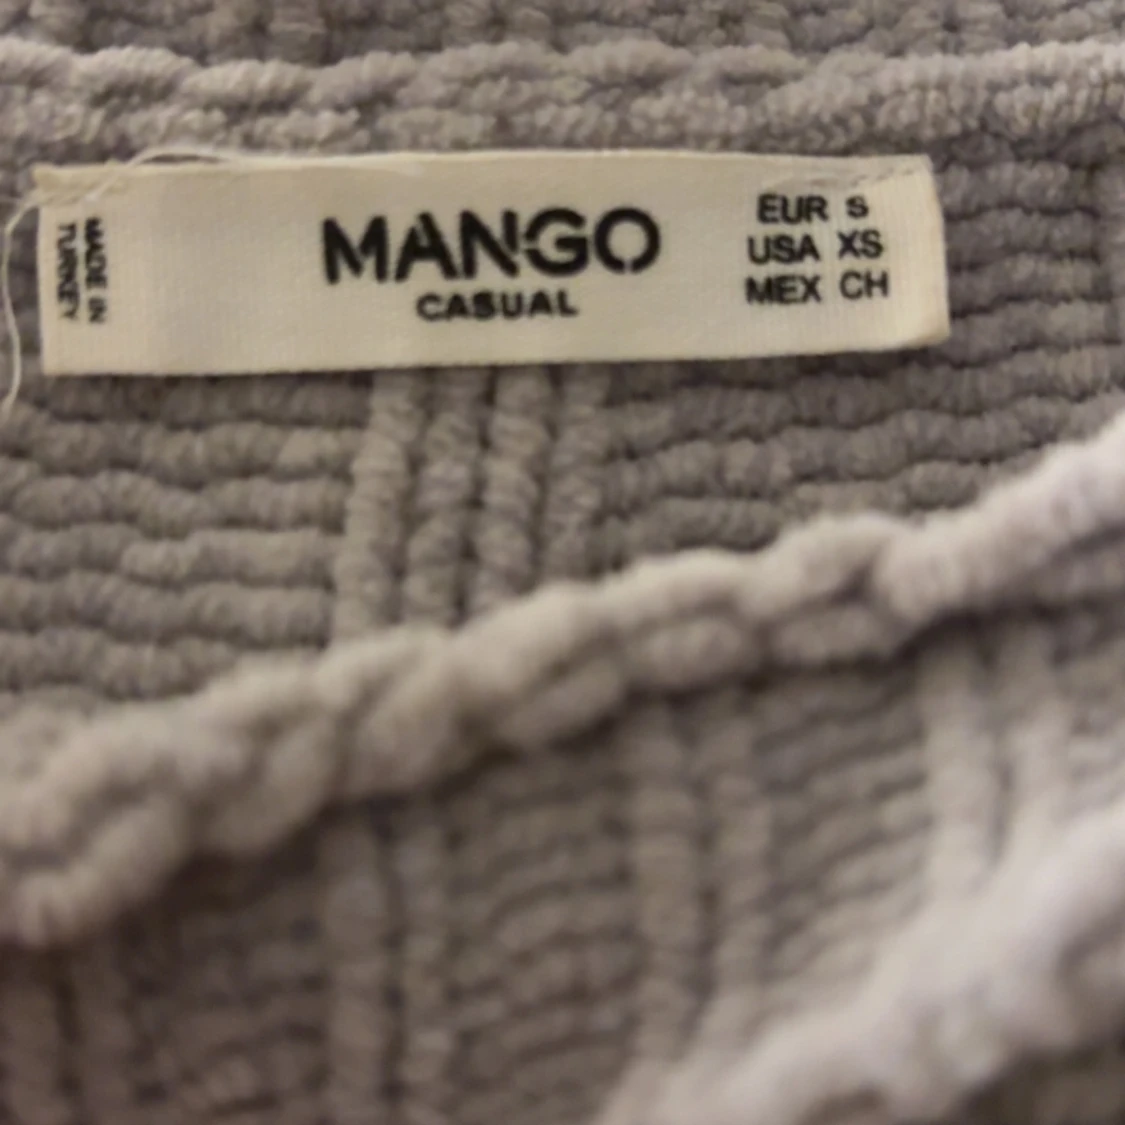 MADE IN
TURKEY
MANGO
CASUAL
EUR S
USA XS
MEX CH